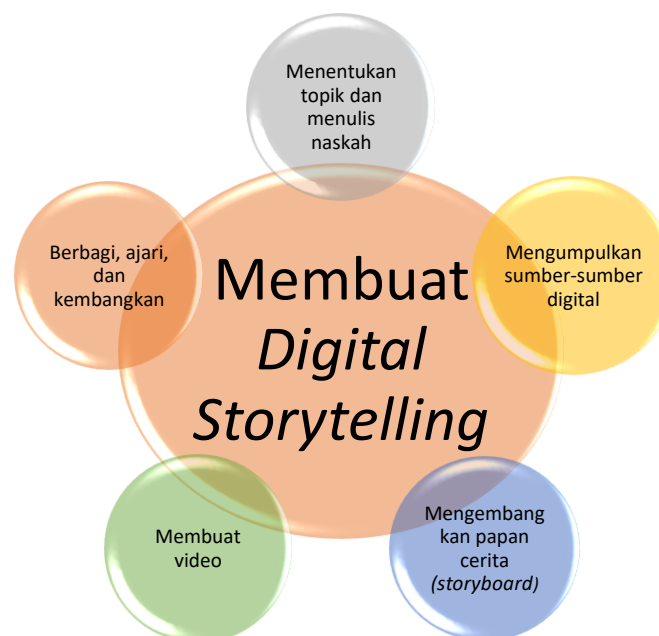 Menentukan
topik dan
menulis
naskah
Mengumpulkan
sumber-sumber
digital
Mengembang
kan papan
cerita
(storyboard)
Membuat
video
Berbagi, ajari,
dan
kembangkan
Membuat
Digital
Storytelling